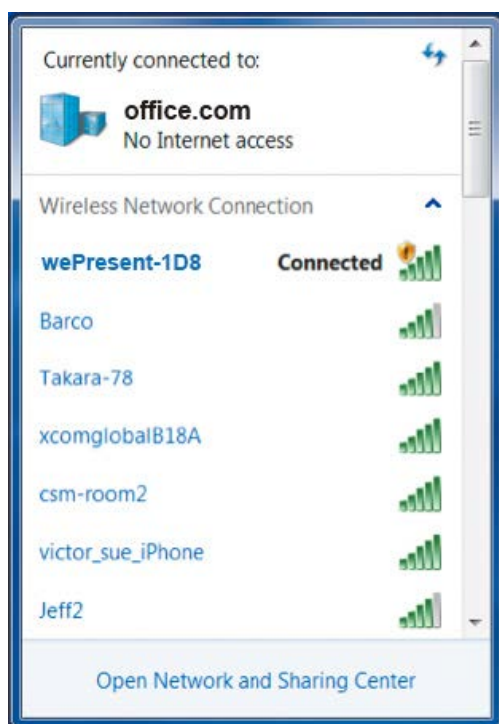 Currently connected to:
office.com
No Internet access
Wireless Network Connection
wePresent-1D8 Connected
Barco
Takara-78
xcomglobalB18A
csm-room2
victor_sue_iPhone
Jeff2
Open Network and Sharing Center